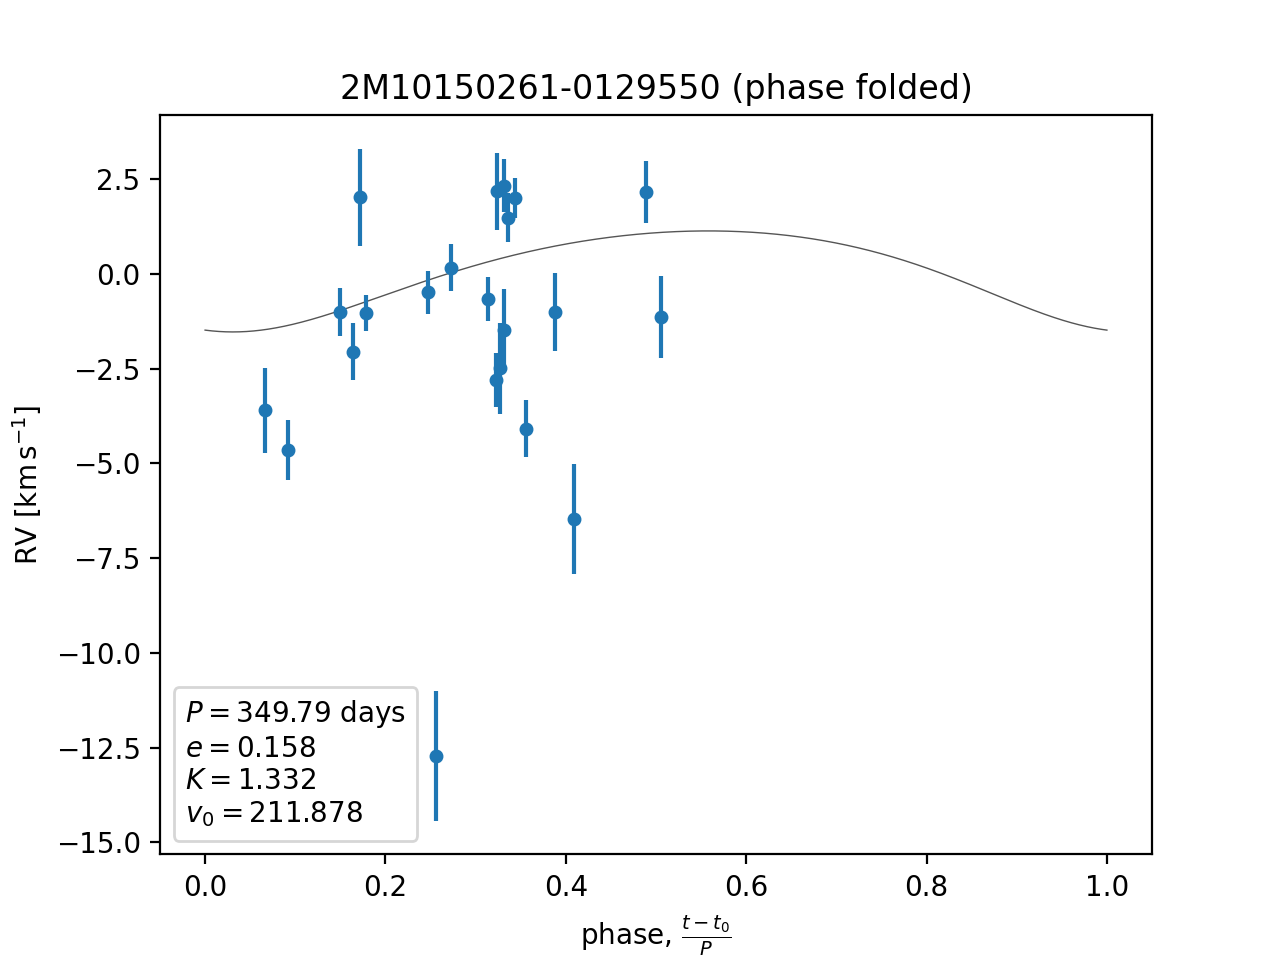 2M10150261-0129550 (phase folded)
2.5
0.0
−2.5
−5.0
−7.5
−10.0
−12.5
−15.0
RV [km s⁻¹]
P = 349.79 days
e = 0.158
K = 1.332
v₀ = 211.878
0.0 0.2 0.4 0.6 0.8 1.0
phase, (t − t₀)/P